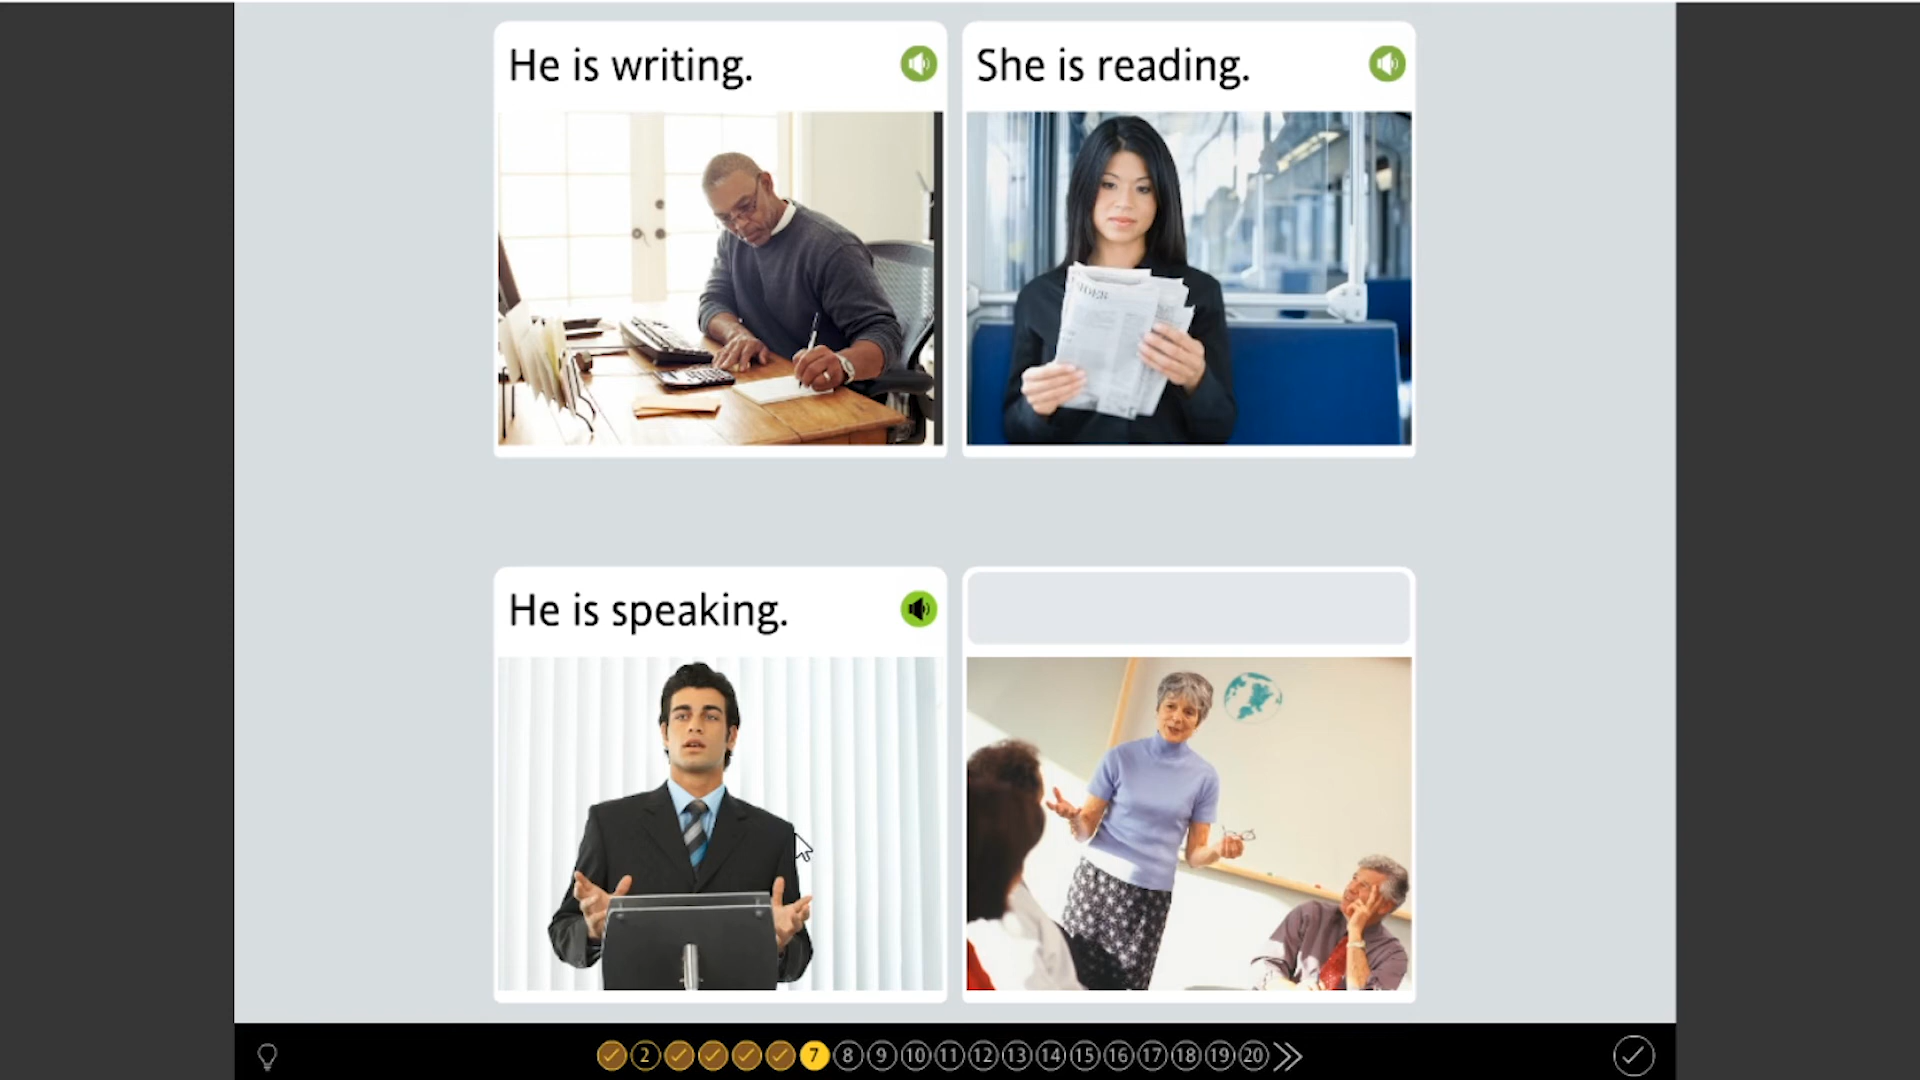 He is writing.
She is reading.
He is speaking.
2 7 8 9 10 11 12 13 14 15 16 17 18 19 20